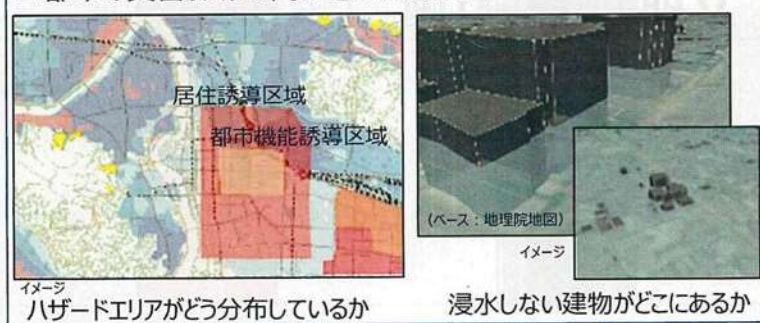 居住誘導区域
都市機能誘導区域
(ベース:地理院地図)
イメージ
イメージ
ハザードエリアがどう分布しているか
浸水しない建物がどこにあるか